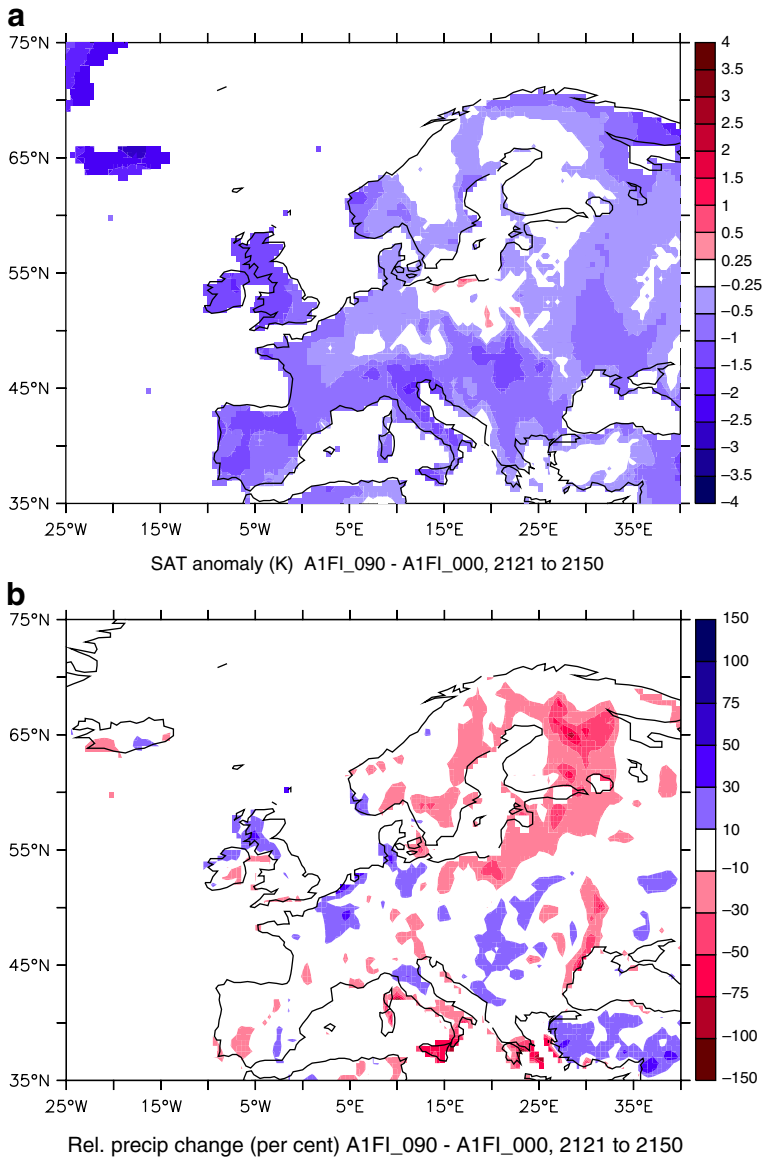 a
75°N
65°N
55°N
45°N
35°N
25°W 15°W 5°W 5°E 15°E 25°E 35°E
4
3.5
3
2.5
2
1.5
1
0.5
0.25
−0.25
−0.5
−1
−1.5
−2
−2.5
−3
−3.5
−4
SAT anomaly (K) A1FI_090 - A1FI_000, 2121 to 2150
b
75°N
65°N
55°N
45°N
35°N
25°W 15°W 5°W 5°E 15°E 25°E 35°E
150
100
75
50
30
10
−10
−30
−50
−75
−100
−150
Rel. precip change (per cent) A1FI_090 - A1FI_000, 2121 to 2150